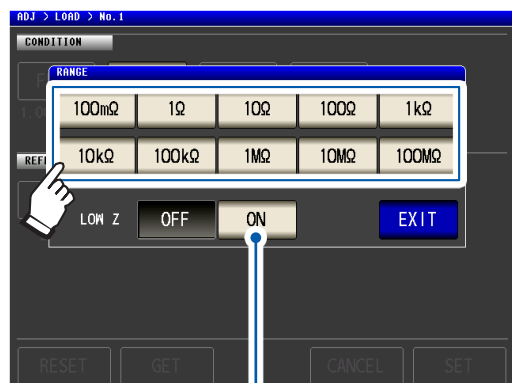 ADJ > LOAD > No.1
CONDITION
RANGE
100mΩ 1Ω 10Ω 100Ω 1kΩ
10kΩ 100kΩ 1MΩ 10MΩ 100MΩ
LOW Z OFF ON EXIT
RESET GET CANCEL SET